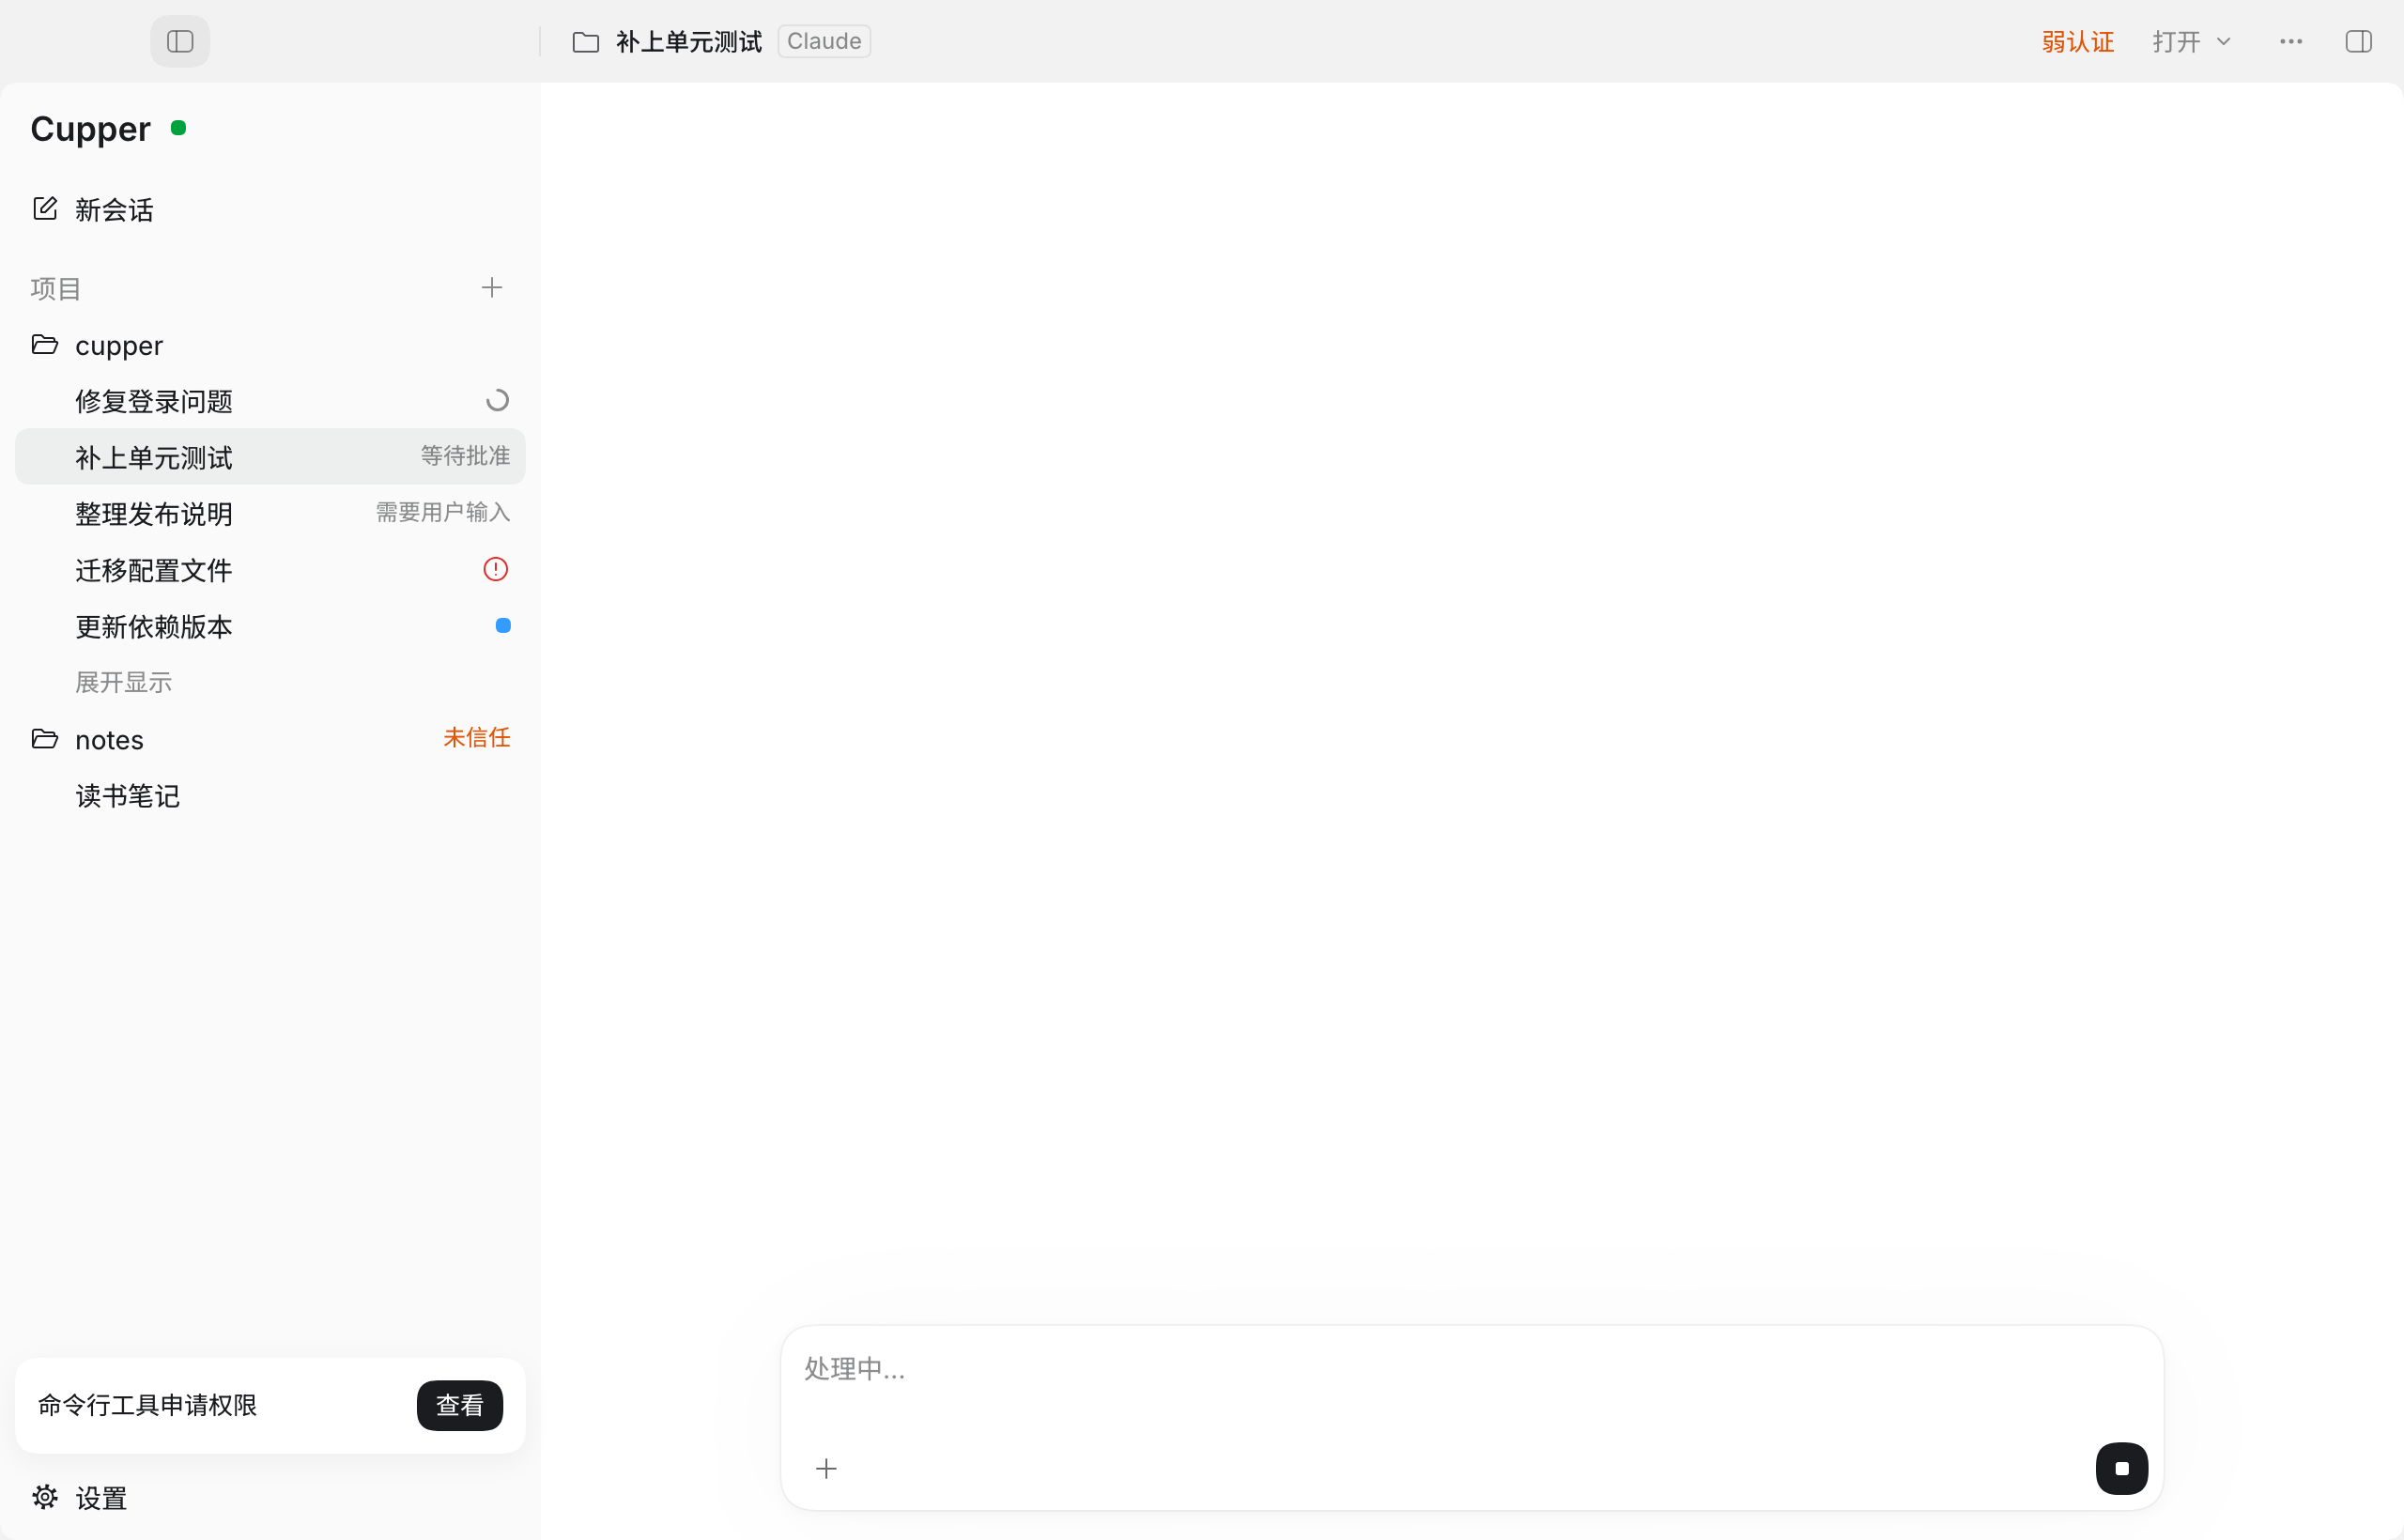 补上单元测试 Claude 弱认证 打开
Cupper
新会话
项目
cupper
修复登录问题
补上单元测试 等待批准
整理发布说明 需要用户输入
迁移配置文件
更新依赖版本
展开显示
notes 未信任
读书笔记
处理中...
命令行工具申请权限 查看
设置